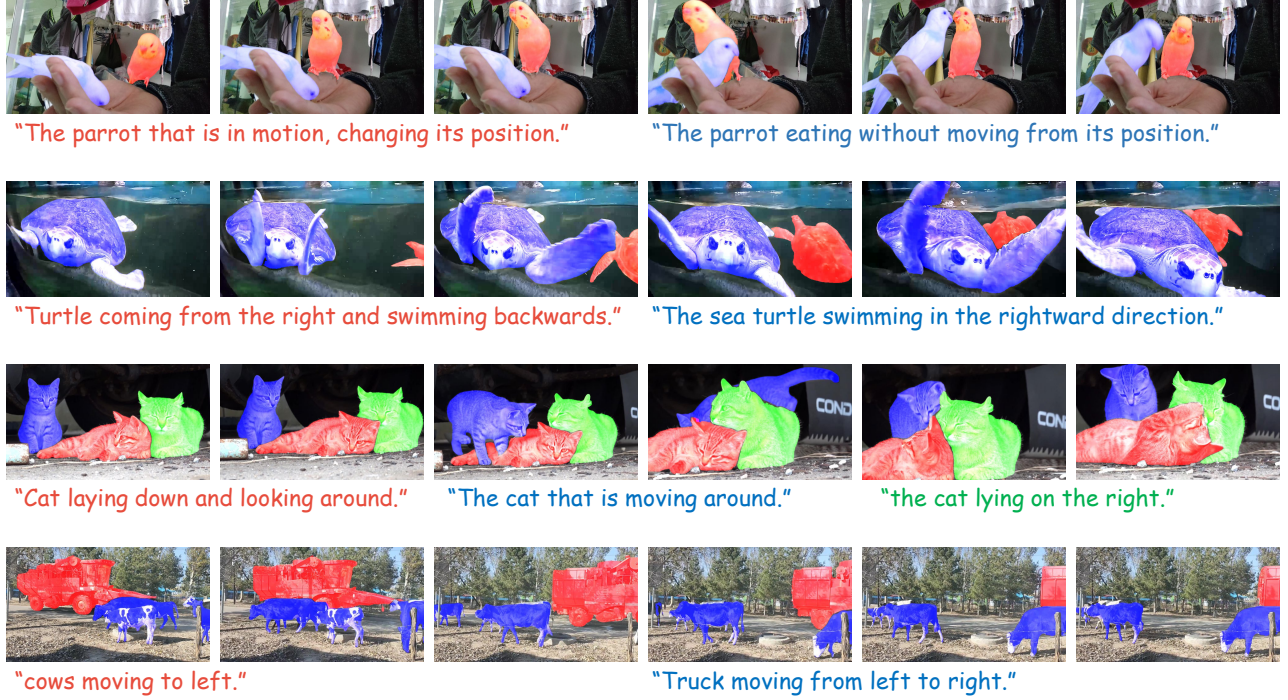 “The parrot that is in motion, changing its position.”
“The parrot eating without moving from its position.”
“Turtle coming from the right and swimming backwards.”
“The sea turtle swimming in the rightward direction.”
COND
COND
COND
“Cat laying down and looking around.”
“The cat that is moving around.”
“the cat lying on the right.”
“cows moving to left.”
“Truck moving from left to right.”